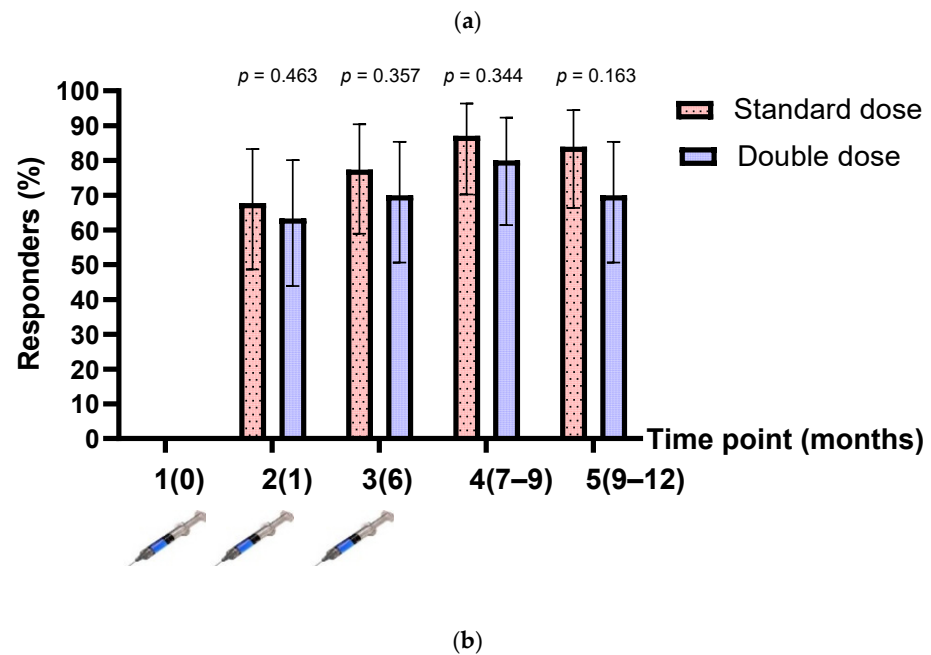 (a)
p = 0.463 p = 0.357 p = 0.344 p = 0.163
100
90
80
70
60
50
40
30
20
10
0
Responders (%)
Standard dose
Double dose
Time point (months)
1(0) 2(1) 3(6) 4(7–9) 5(9–12)
(b)